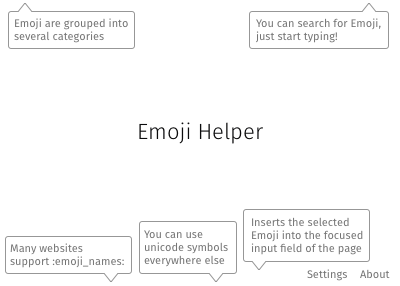 Emoji are grouped into
several categories
You can search for Emoji,
just start typing!
Emoji Helper
Many websites
support :emoji_names:
You can use
unicode symbols
everywhere else
Inserts the selected
Emoji into the focused
input field of the page
Settings About